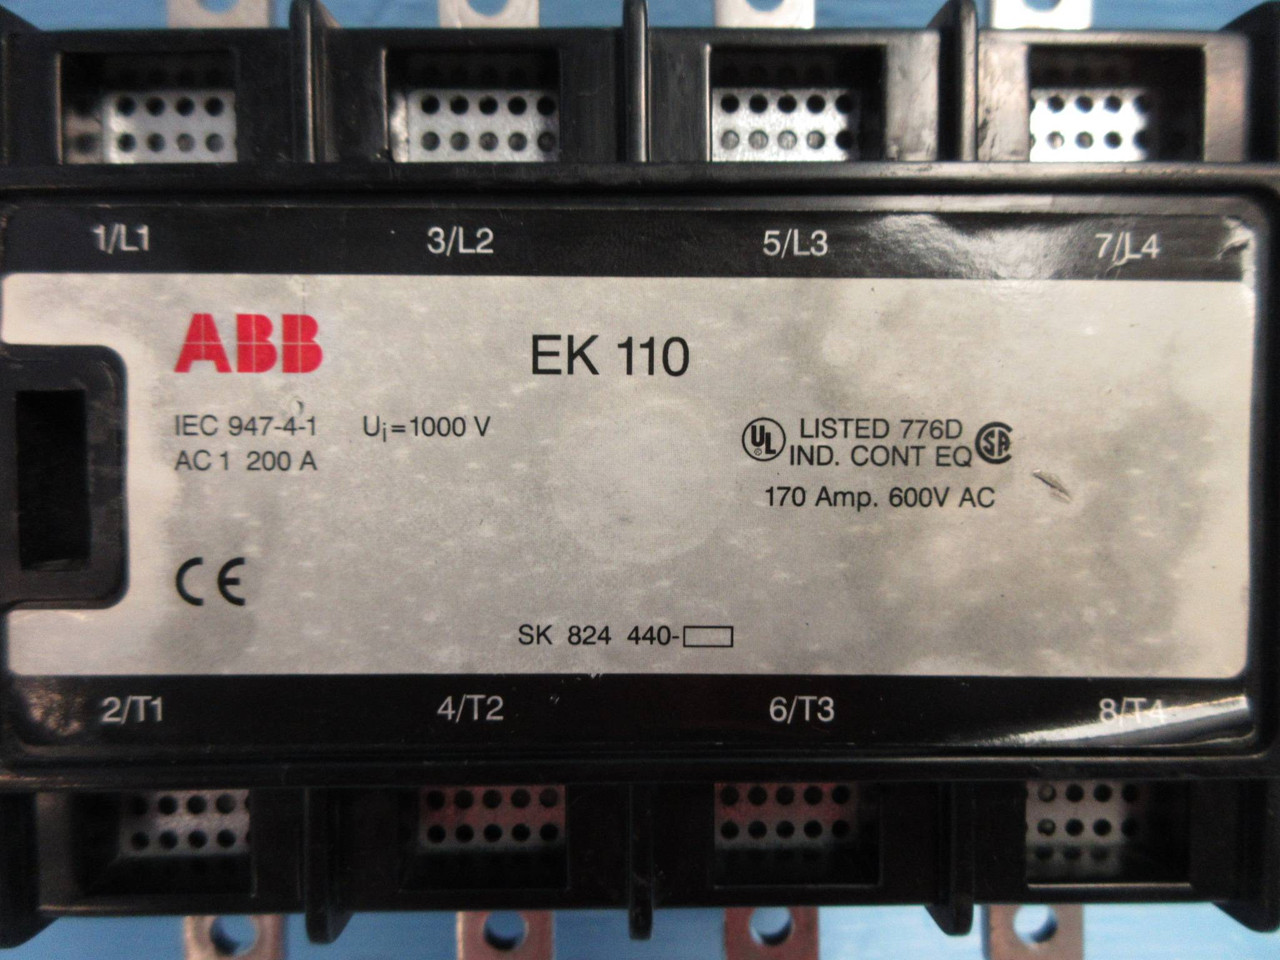 1/L1 3/L2 5/L3 7/L4
ABB
EK 110
IEC 947-4-1 Ui=1000 V
AC 1 200 A
UL LISTED 776D SA
IND. CONT EQ
170 Amp. 600V AC
CE
SK 824 440-
2/T1 4/T2 6/T3 8/T4